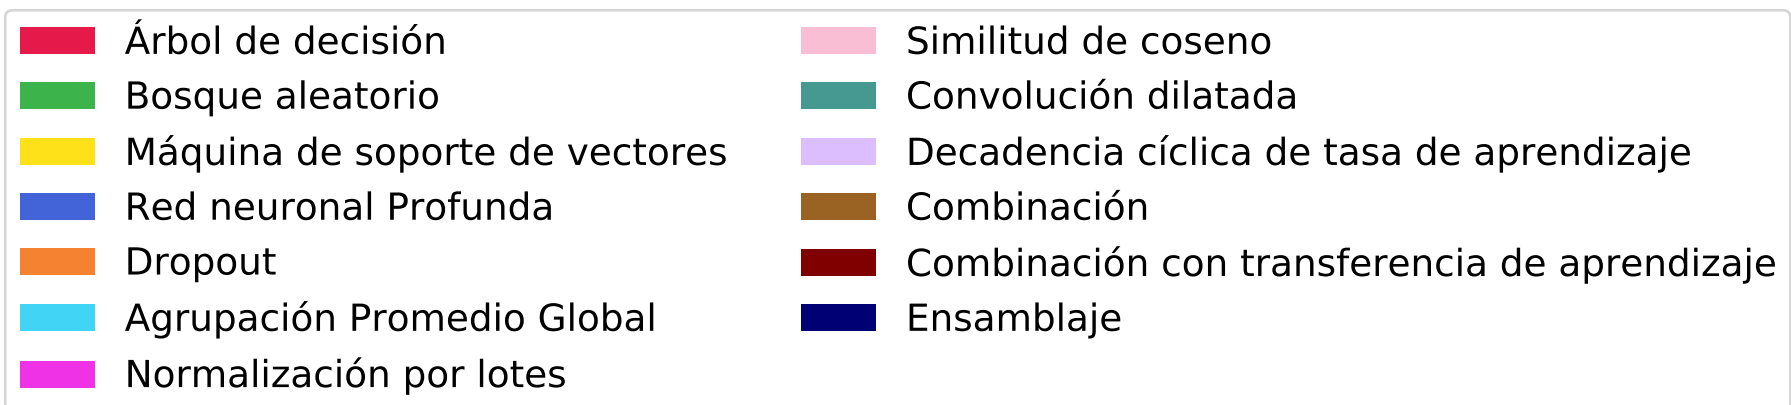 Árbol de decisión
Bosque aleatorio
Máquina de soporte de vectores
Red neuronal Profunda
Dropout
Agrupación Promedio Global
Normalización por lotes
Similitud de coseno
Convolución dilatada
Decadencia cíclica de tasa de aprendizaje
Combinación
Combinación con transferencia de aprendizaje
Ensamblaje